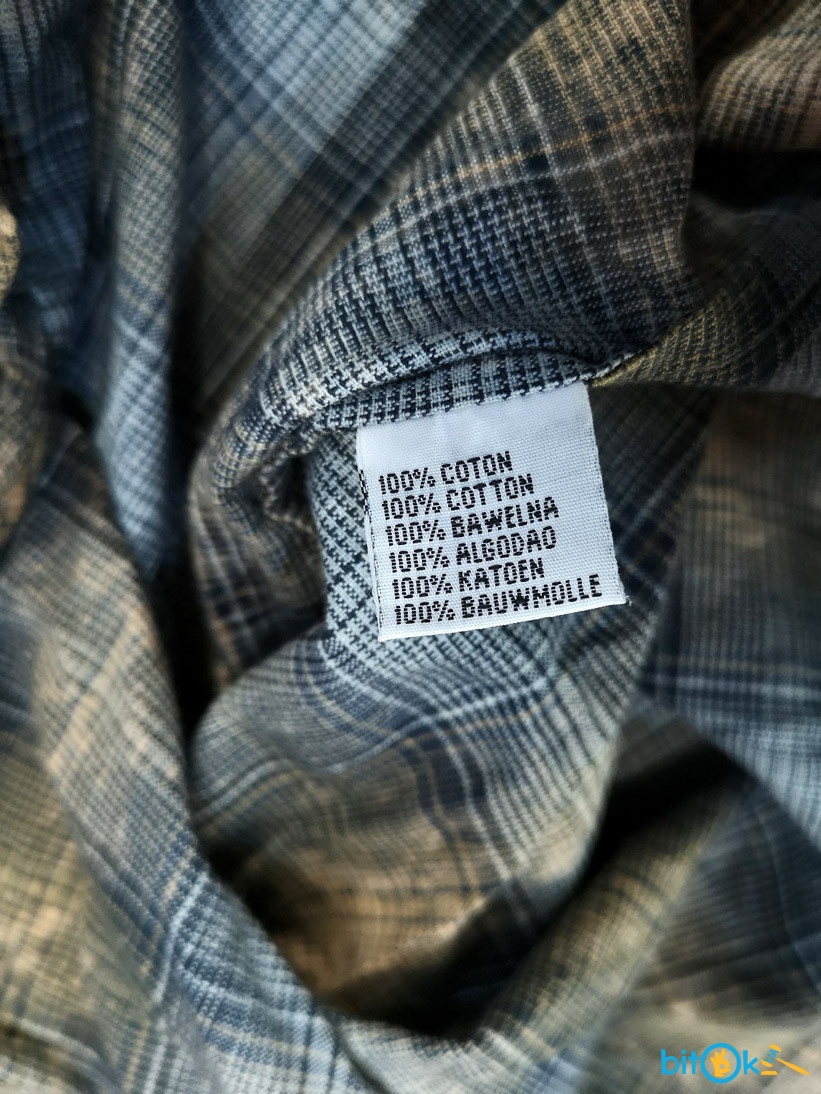 100% COTON
100% COTTON
100% BAWELNA
100% ALGODAO
100% KATOEN
100% BAUWMOLLE
bitOk